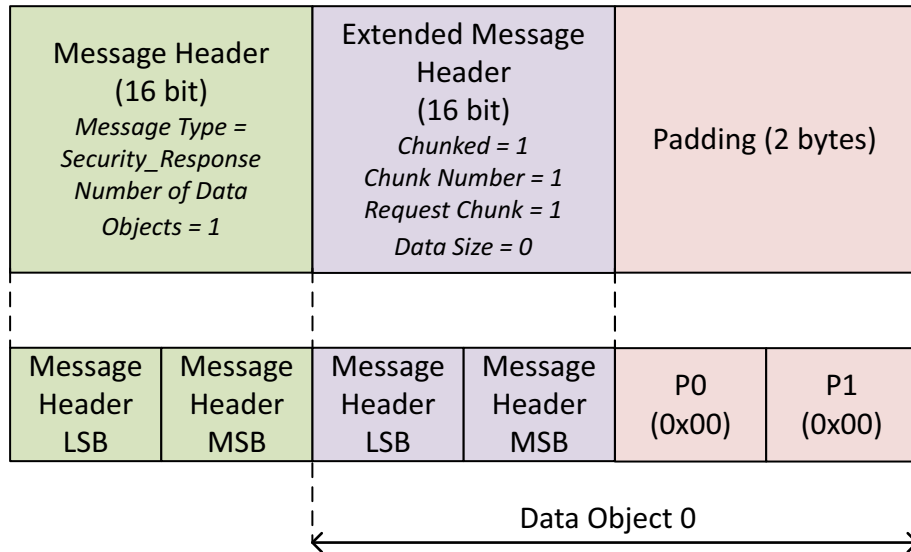 Message Header
(16 bit)
Message Type =
Security_Response
Number of Data
Objects = 1
Extended Message
Header
(16 bit)
Chunked = 1
Chunk Number = 1
Request Chunk = 1
Data Size = 0
Padding (2 bytes)
Message
Header
LSB
Message
Header
MSB
Message
Header
LSB
Message
Header
MSB
P0
(0x00)
P1
(0x00)
Data Object 0